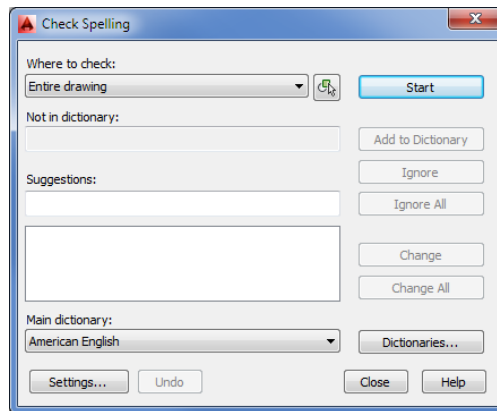 Check Spelling
Where to check:
Entire drawing
Start
Not in dictionary:
Add to Dictionary
Ignore
Suggestions:
Ignore All
Change
Change All
Main dictionary:
American English
Dictionaries...
Settings...
Undo
Close
Help